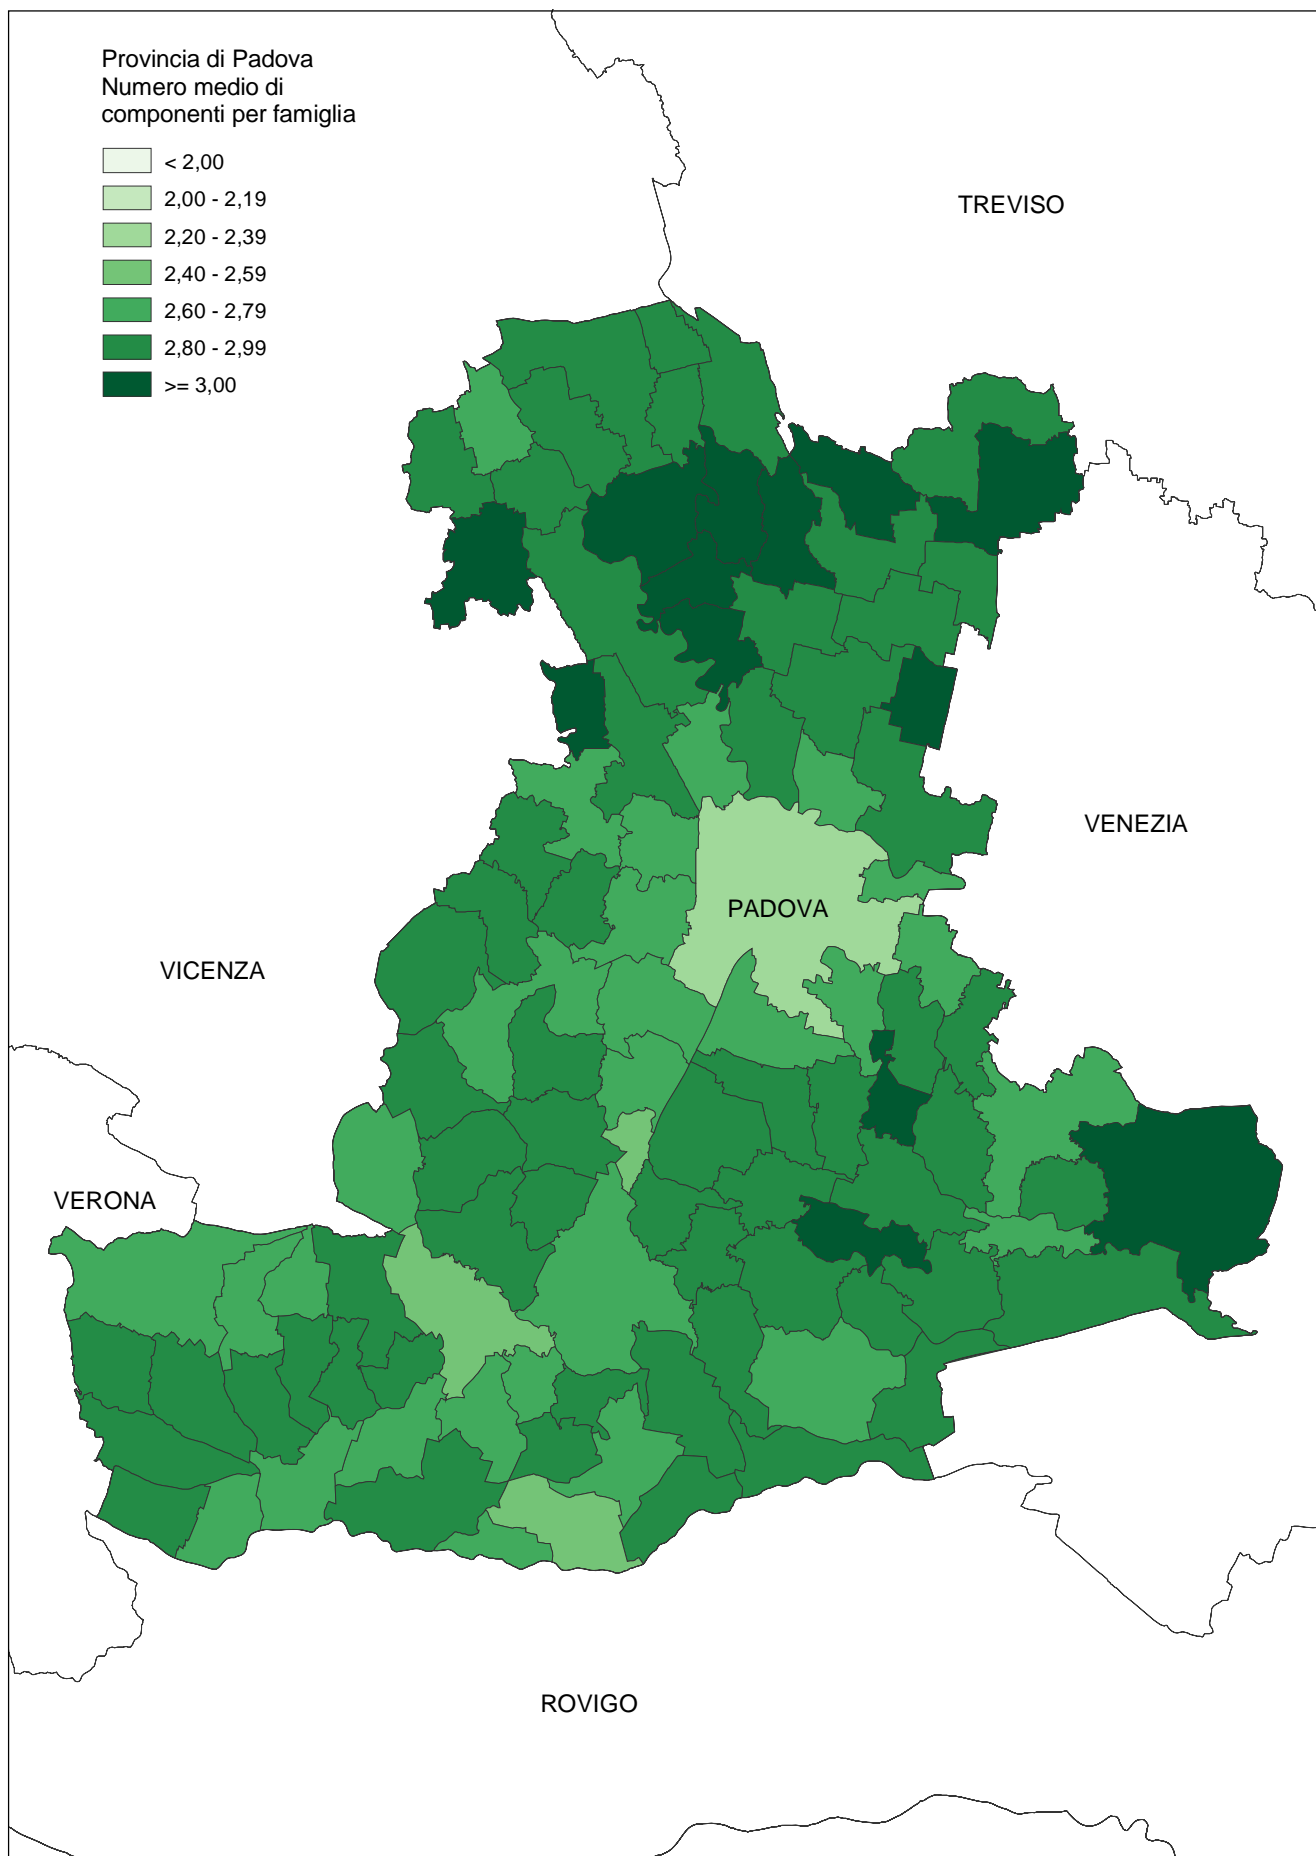 Provincia di Padova
Numero medio di
componenti per famiglia
< 2,00
2,00 - 2,19
2,20 - 2,39
2,40 - 2,59
2,60 - 2,79
2,80 - 2,99
>= 3,00
TREVISO
VENEZIA
PADOVA
VICENZA
VERONA
ROVIGO